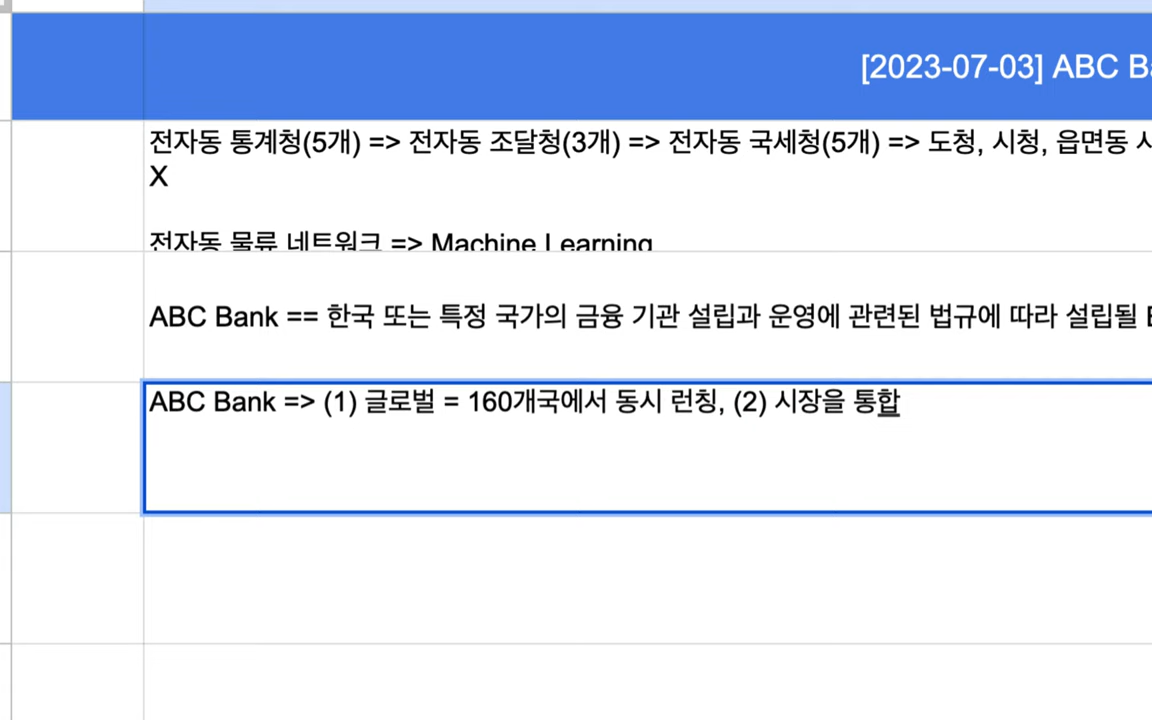 [2023-07-03] ABC
전자동 통계청(5개) => 전자동 조달청(3개) => 전자동 국세청(5개) => 도청, 시청, 읍면동
X
전자동 물류 네트워크 => Machine Learning
ABC Bank == 한국 또는 특정 국가의 금융 기관 설립과 운영에 관련된 법규에 따라 설립될
ABC Bank => (1) 글로벌 = 160개국에서 동시 런칭, (2) 시장을 통합